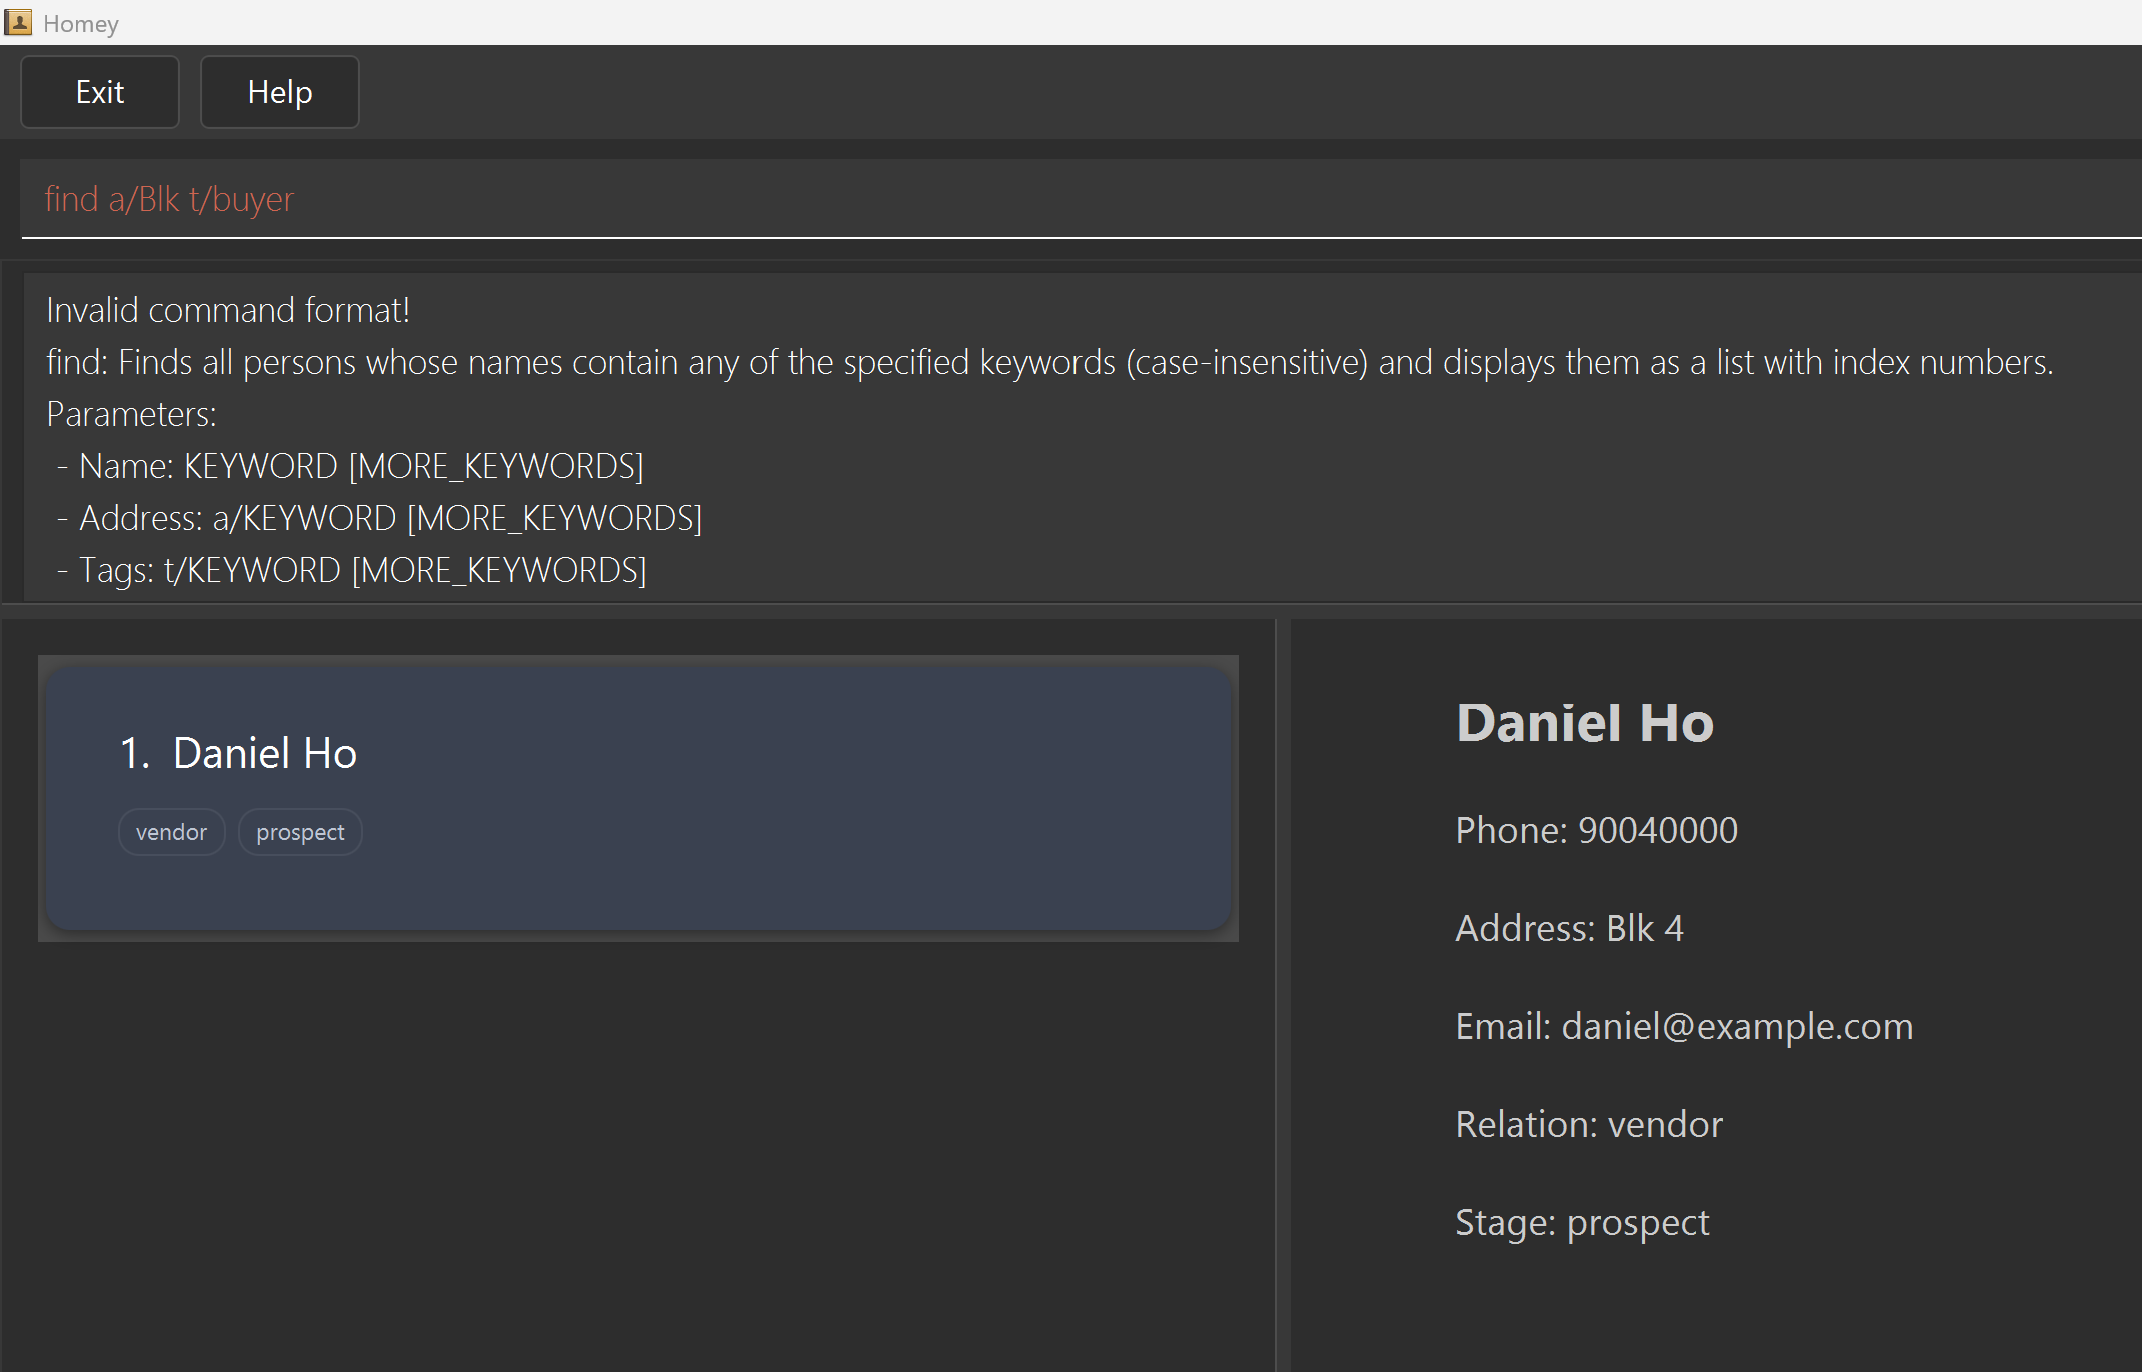 Homey
Exit Help
find a/Blk t/buyer
Invalid command format!
find: Finds all persons whose names contain any of the specified keywords (case-insensitive) and displays them as a list with index numbers.
Parameters:
- Name: KEYWORD [MORE_KEYWORDS]
- Address: a/KEYWORD [MORE_KEYWORDS]
- Tags: t/KEYWORD [MORE_KEYWORDS]
1. Daniel Ho
vendor prospect
Daniel Ho
Phone: 90040000
Address: Blk 4
Email: daniel@example.com
Relation: vendor
Stage: prospect